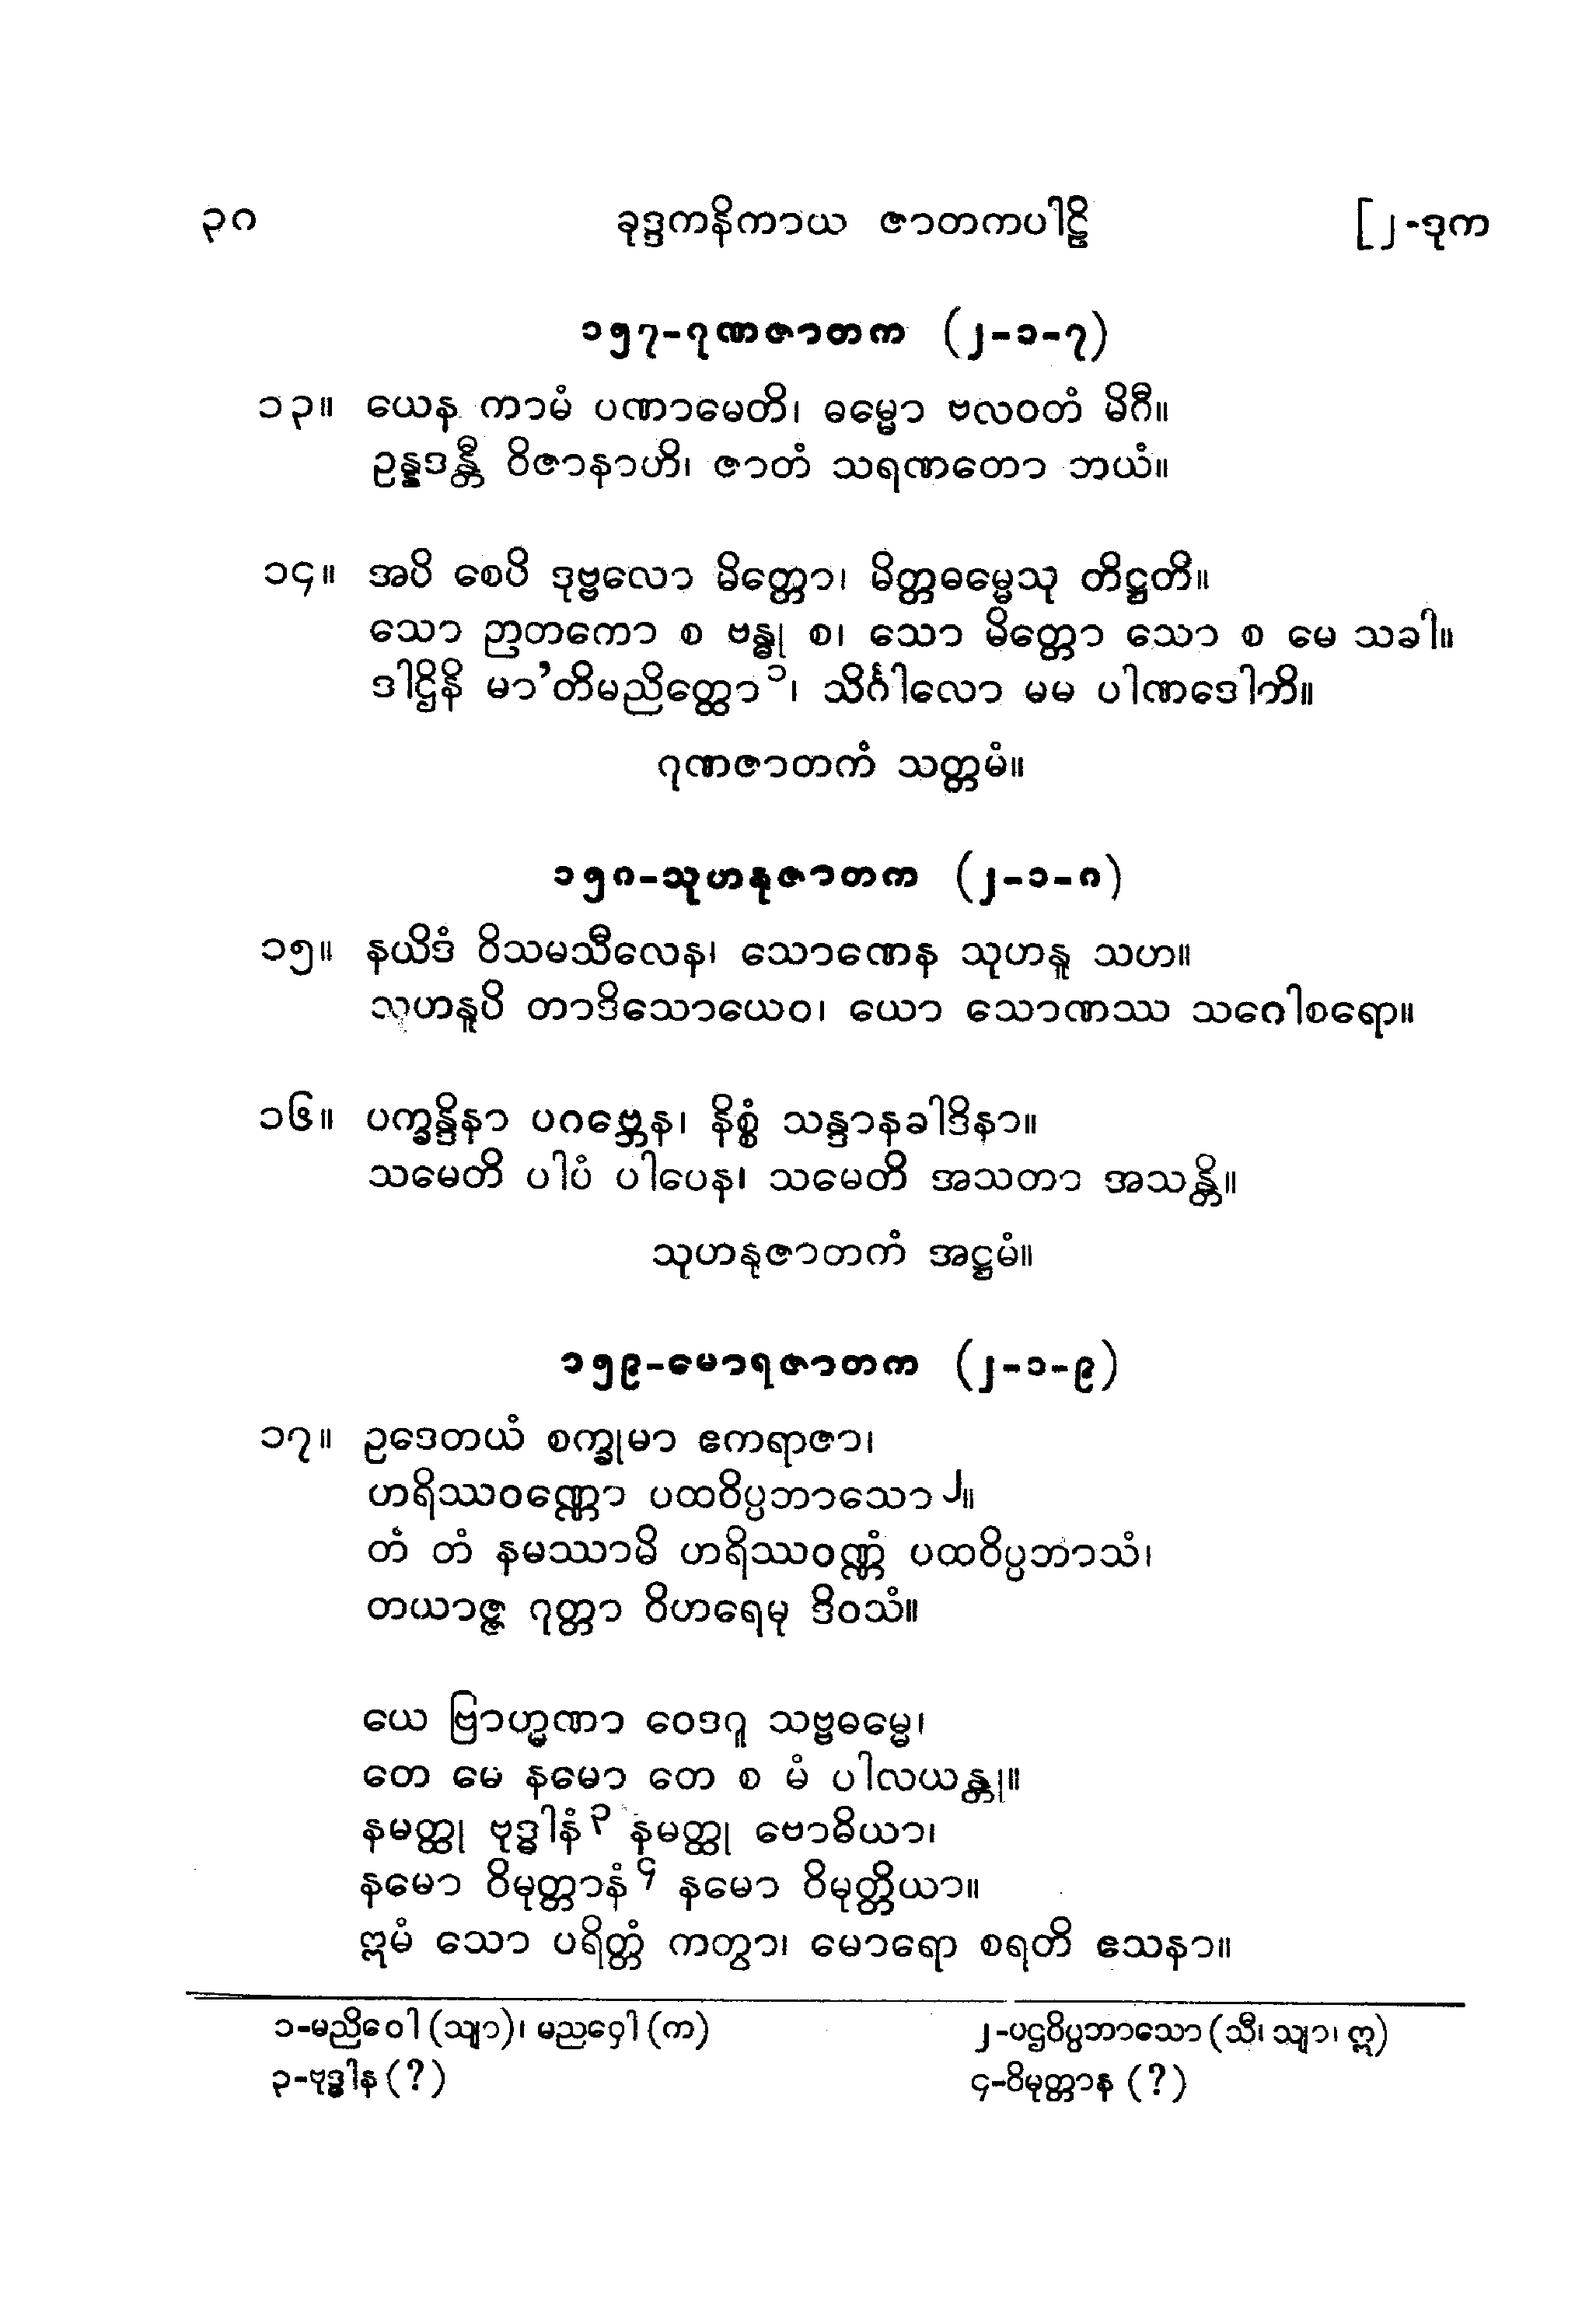 ၃၈ ခုဒ္ဒကနိကာယ ဇာတကပါဠိ [၂-ဒုက
၁၅၇-ဂုဏဇာတက (၂-၁-၇)
၁၃။ ယေန ကာမံ ပဏာမေတိ၊ ဓမ္မော ဗလဝတံ မိဂီ။
ဥန္နဒန္တီ ဝိဇာနာဟိ၊ ဇာတံ သရဏတော ဘယံ။
၁၄။ အပိ စေပိ ဒုဗ္ဗလော မိတ္တော၊ မိတ္တဓမ္မေသု တိဋ္ဌတိ။
သော ဉာတကော စ ဗန္ဓု စ၊ သော မိတ္တော သော စ မေ သခါ။
ဒါဌိနိ မာ’တိမညိတ္ထော၁၊ သိင်္ဂါလော မမ ပါဏဒေါဘိ။
ဂုဏဇာတကံ သတ္တမံ။
၁၅၈-သုဟနုဇာတက (၂-၁-၈)
၁၅။ နယိဒံ ဝိသမသီလေန၊ သောဏေန သုဟနူ သဟ။
သုဟနူပိ တာဒိသောယေဝ၊ ယော သောဏဿ သဂေါစရော။
၁၆။ ပက္ခန္ဒိနာ ပဂဗ္ဘေန၊ နိစ္စံ သန္ဒာနခါဒိနာ။
သမေတိ ပါပံ ပါပေန၊ သမေတိ အသတာ အသန္တိ။
သုဟနုဇာတကံ အဋ္ဌမံ။
၁၅၉-မောရဇာတက (၂-၁-၉)
၁၇။ ဥဒေတယံ စက္ခုမာ ဧကရာဇာ၊
ဟရိဿဝဏ္ဏော ပထဝိပ္ပဘာသော၂။
တံ တံ နမဿာမိ ဟရိဿဝဏ္ဏံ ပထဝိပ္ပဘာသံ၊
တယာဇ္ဇ ဂုတ္တာ ဝိဟရေမု ဒိဝသံ။
ယေ ဗြာဟ္မဏာ ဝေဒဂူ သဗ္ဗဓမ္မေ၊
တေ မေ နမော တေ စ မံ ပါလယန္တု။
နမတ္ထု ဗုဒ္ဓါနံ၃ နမတ္ထု ဗောဓိယာ၊
နမော ဝိမုတ္တာနံ၄ နမော ဝိမုတ္တိယာ။
ဣမံ သော ပရိတ္တံ ကတွာ၊ မောရော စရတိ ဧသနာ။
၁-မညိဝေါ (သျာ)၊ မညဝှေါ (က) ၂-ပဌဝိပ္ပဘာသော (သီ၊ သျာ၊ ဣ)
၃-ဗုဒ္ဓါန (?) ၄-ဝိမုတ္တာန (?)